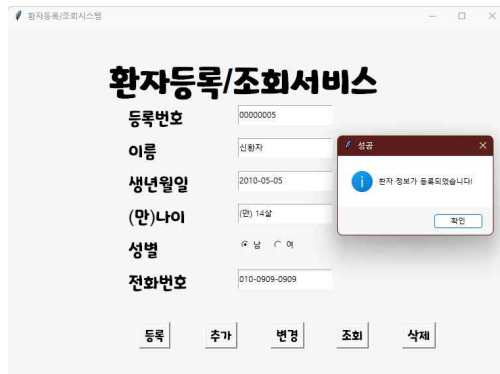 환자등록/조회시스템
환자등록/조회서비스
등록번호 00000005
이름 신환자
생년월일 2010-05-05
(만)나이 (만) 14살
성별 남 여
전화번호 010-0909-0909
등록 추가 변경 조회 삭제
성공
환자 정보가 등록되었습니다!
확인